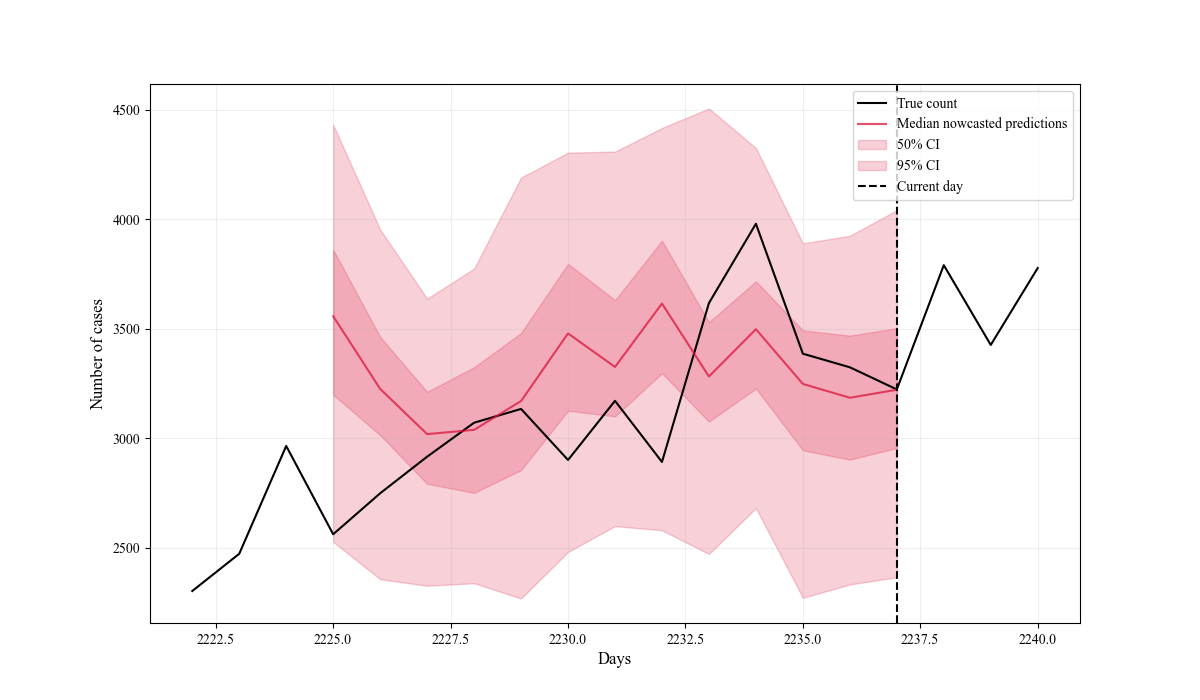 4500
4000
3500
3000
2500
Number of cases
True count
Median nowcasted predictions
50% CI
95% CI
Current day
2222.5 2225.0 2227.5 2230.0 2232.5 2235.0 2237.5 2240.0
Days